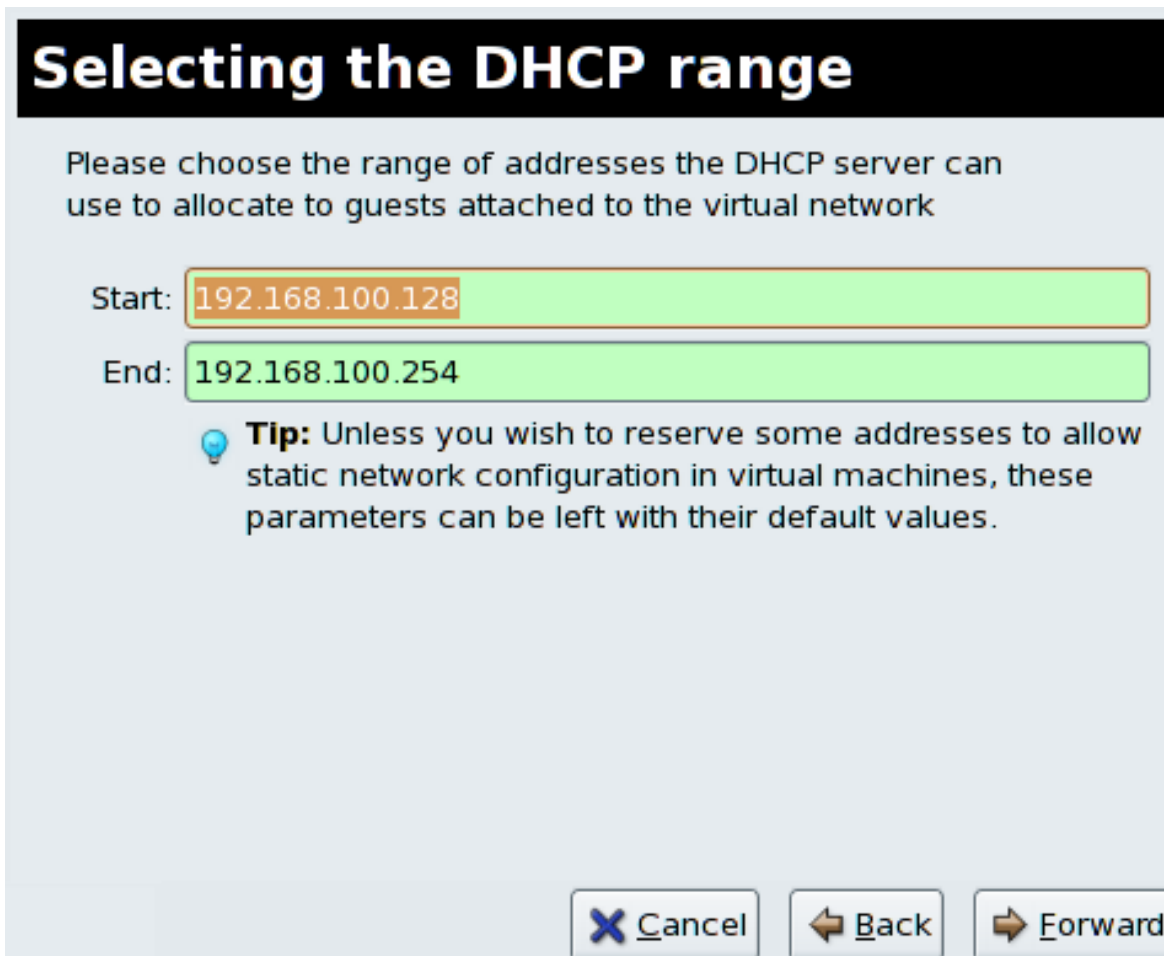 Selecting the DHCP range
Please choose the range of addresses the DHCP server can
use to allocate to guests attached to the virtual network
Start: 192.168.100.128
End: 192.168.100.254
Tip: Unless you wish to reserve some addresses to allow
static network configuration in virtual machines, these
parameters can be left with their default values.
Cancel Back Forward